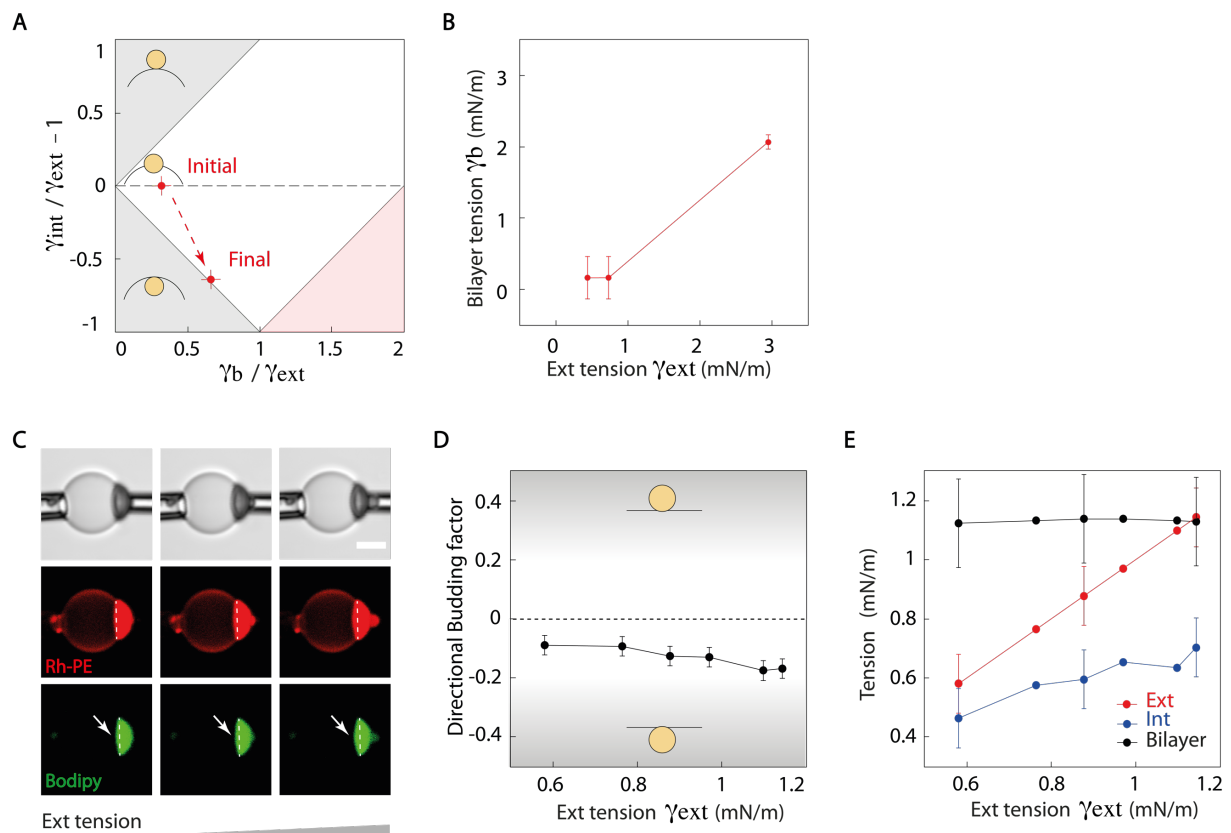 A
1
0.5
0
-0.5
-1
γint / γext - 1
Initial
Final
0
0.5
1
1.5
2
γb / γext
B
3
2
1
0
Bilayer tension γb (mN/m)
0
1
2
3
Ext tension γext (mN/m)
C
Rh-PE
Bodipy
Ext tension
D
0.4
0.2
0
-0.2
-0.4
Directional Budding factor
0.6
0.8
1
1.2
Ext tension γext (mN/m)
E
1.2
1
0.8
0.6
0.4
Tension (mN/m)
Ext
Int
Bilayer
0.6
0.8
1
1.2
Ext tension γext (mN/m)